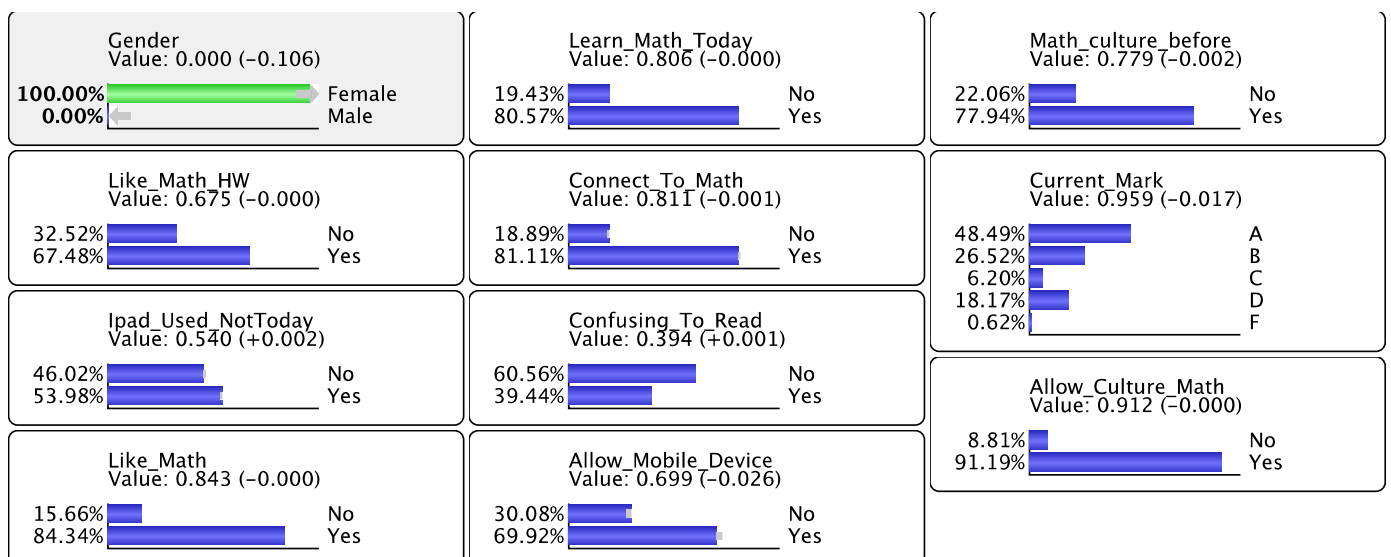 Gender
Value: 0.000 (-0.106)
100.00% Female
0.00% Male
Like_Math_HW
Value: 0.675 (-0.000)
32.52% No
67.48% Yes
Ipad_Used_NotToday
Value: 0.540 (+0.002)
46.02% No
53.98% Yes
Like_Math
Value: 0.843 (-0.000)
15.66% No
84.34% Yes
Learn_Math_Today
Value: 0.806 (-0.000)
19.43% No
80.57% Yes
Connect_To_Math
Value: 0.811 (-0.001)
18.89% No
81.11% Yes
Confusing_To_Read
Value: 0.394 (+0.001)
60.56% No
39.44% Yes
Allow_Mobile_Device
Value: 0.699 (-0.026)
30.08% No
69.92% Yes
Math_culture_before
Value: 0.779 (-0.002)
22.06% No
77.94% Yes
Current_Mark
Value: 0.959 (-0.017)
48.49% A
26.52% B
6.20% C
18.17% D
0.62% F
Allow_Culture_Math
Value: 0.912 (-0.000)
8.81% No
91.19% Yes